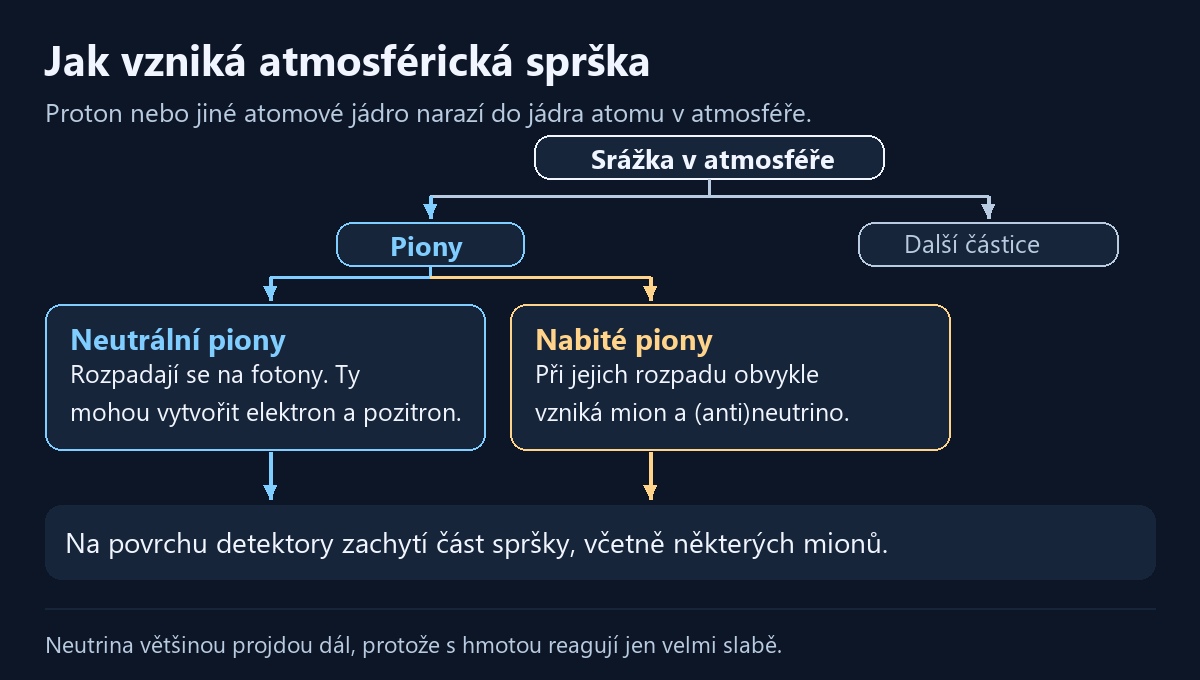 Jak vzniká atmosférická sprška
Proton nebo jiné atomové jádro narazí do jádra atomu v atmosféře.
Srážka v atmosféře
Piony
Další částice
Neutrální piony
Rozpadají se na fotony. Ty
mohou vytvořit elektron a pozitron.
Nabité piony
Při jejich rozpadu obvykle
vzniká mion a (anti)neutrino.
Na povrchu detektory zachytí část spršky, včetně některých mionů.
Neutrina většinou projdou dál, protože s hmotou reagují jen velmi slabě.